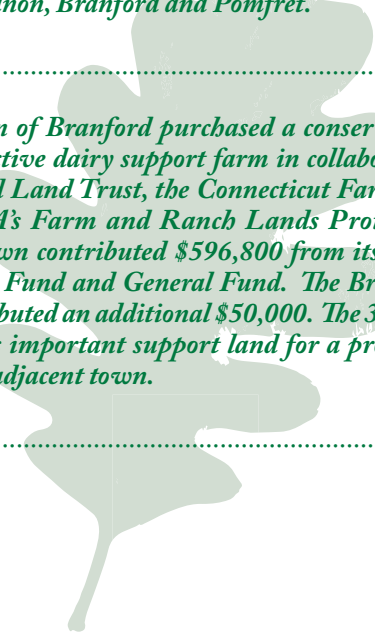 non, Branford and Pomfret.
n of Branford purchased a conser
ctive dairy support farm in collabo
d Land Trust, the Connecticut Far
A's Farm and Ranch Lands Pro
wn contributed $596,800 from its
Fund and General Fund. The Br
buted an additional $50,000. The 3
important support land for a pr
adjacent town.